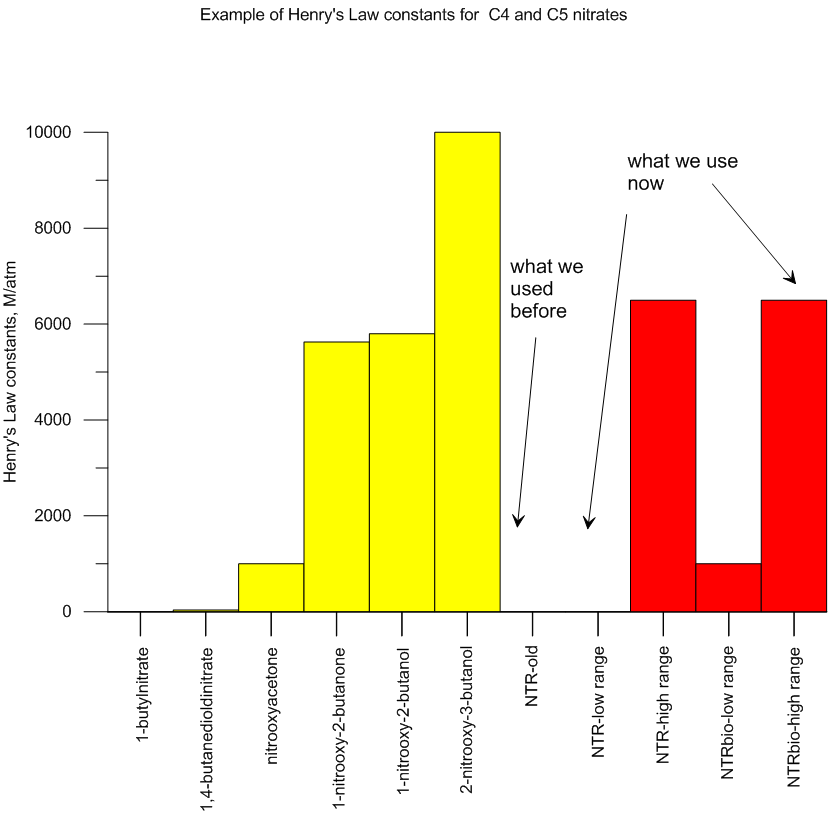 Example of Henry's Law constants for  C4 and C5 nitrates
10000
8000
6000
4000
2000
0
Henry's Law constants, M/atm
what we use
now
what we
used
before
1-butylnitrate
1,4-butanedioldinitrate
nitrooxyacetone
1-nitrooxy-2-butanone
1-nitrooxy-2-butanol
2-nitrooxy-3-butanol
NTR-old
NTR-low range
NTR-high range
NTRbio-low range
NTRbio-high range